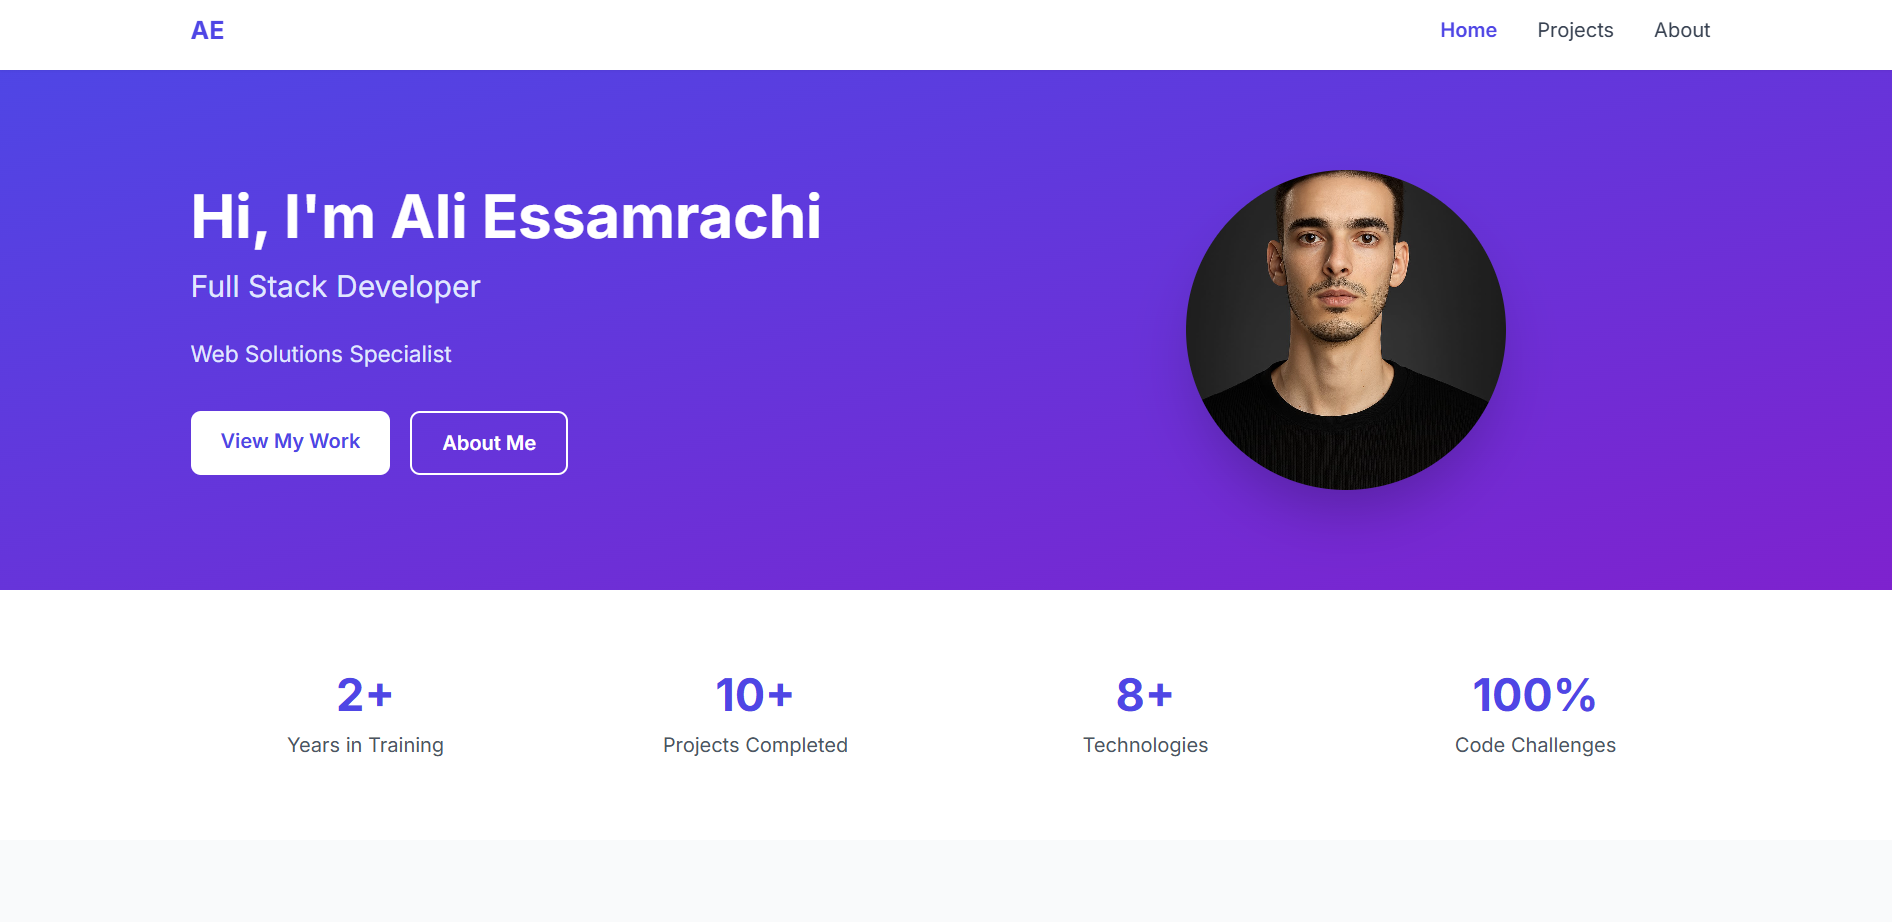 AE
Home Projects About
Hi, I'm Ali Essamrachi
Full Stack Developer
Web Solutions Specialist
View My Work
About Me
2+
Years in Training
10+
Projects Completed
8+
Technologies
100%
Code Challenges